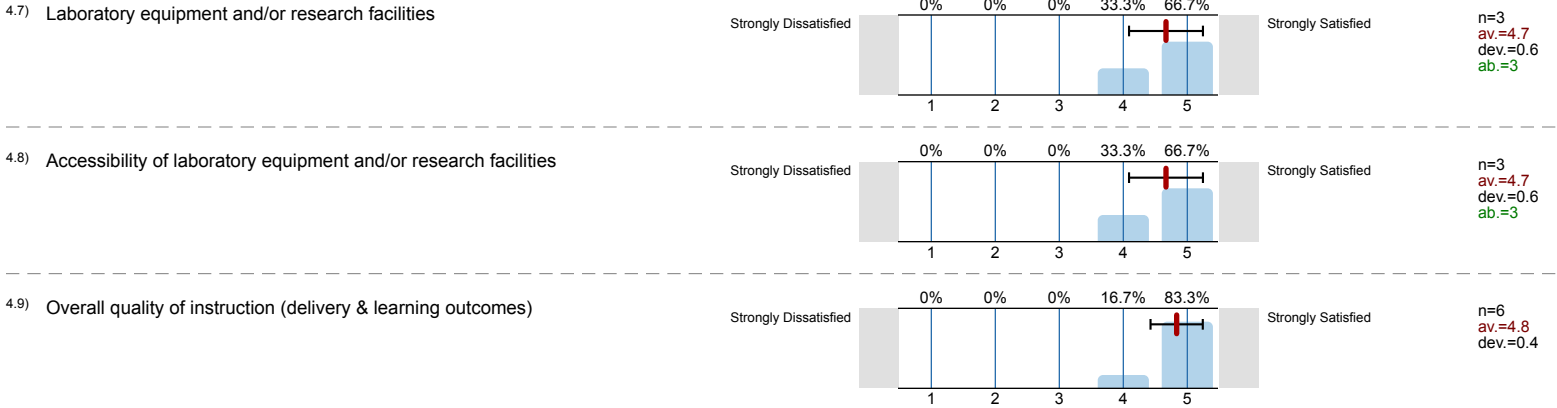 4.7) Laboratory equipment and/or research facilities
0% 0% 0% 33.3% 66.7%
Strongly Dissatisfied Strongly Satisfied
1 2 3 4 5
n=3
av.=4.7
dev.=0.6
ab.=3
4.8) Accessibility of laboratory equipment and/or research facilities
0% 0% 0% 33.3% 66.7%
Strongly Dissatisfied Strongly Satisfied
1 2 3 4 5
n=3
av.=4.7
dev.=0.6
ab.=3
4.9) Overall quality of instruction (delivery & learning outcomes)
0% 0% 0% 16.7% 83.3%
Strongly Dissatisfied Strongly Satisfied
1 2 3 4 5
n=6
av.=4.8
dev.=0.4